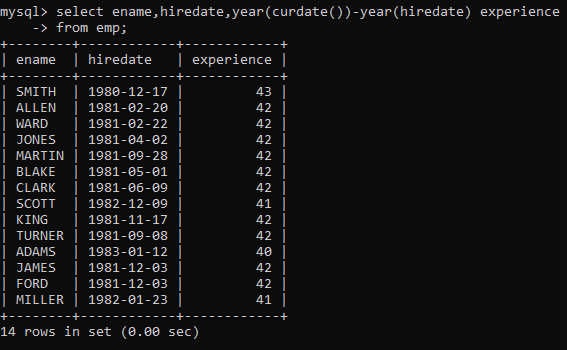 mysql> select ename,hiredate,year(curdate())-year(hiredate) experience
    -> from emp;
+--------+------------+------------+
| ename  | hiredate   | experience |
+--------+------------+------------+
| SMITH  | 1980-12-17 |         43 |
| ALLEN  | 1981-02-20 |         42 |
| WARD   | 1981-02-22 |         42 |
| JONES  | 1981-04-02 |         42 |
| MARTIN | 1981-09-28 |         42 |
| BLAKE  | 1981-05-01 |         42 |
| CLARK  | 1981-06-09 |         42 |
| SCOTT  | 1982-12-09 |         41 |
| KING   | 1981-11-17 |         42 |
| TURNER | 1981-09-08 |         42 |
| ADAMS  | 1983-01-12 |         40 |
| JAMES  | 1981-12-03 |         42 |
| FORD   | 1981-12-03 |         42 |
| MILLER | 1982-01-23 |         41 |
+--------+------------+------------+
14 rows in set (0.00 sec)